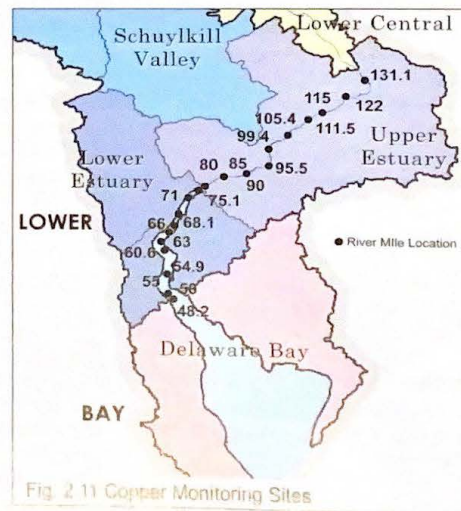 Lower Central
Schuylkill
Valley
131.1
115
122
105.4
111.5
99.4
Upper
Estuary
Lower
Estuary
80
85
95.5
90
71
75.1
LOWER
66
68.1
River Mile Location
63
60.6
54.9
55
50
48.2
Delaware Bay
BAY
Fig. 2.11 Copper Monitoring Sites